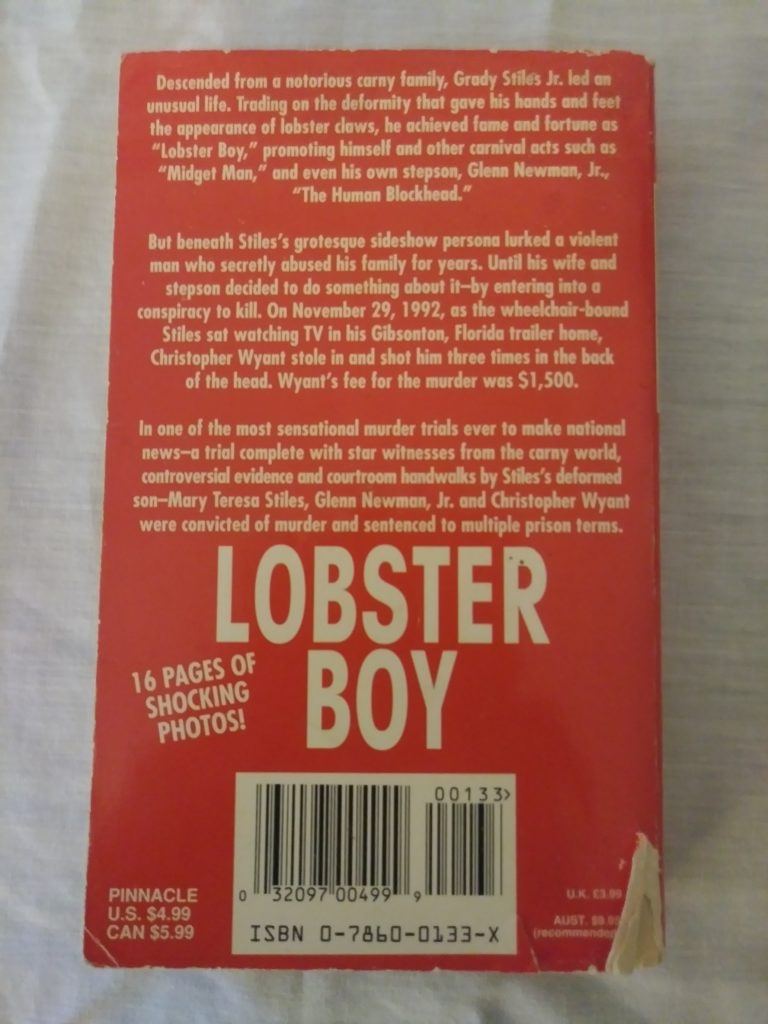 Descended from a notorious carny family, Grady Stiles Jr. led an
unusual life. Trading on the deformity that gave his hands and feet
the appearance of lobster claws, he achieved fame and fortune as
“Lobster Boy,” promoting himself and other carnival acts such as
“Midget Man,” and even his own stepson, Glenn Newman, Jr.,
“The Human Blockhead.”
But beneath Stiles’s grotesque sideshow persona lurked a violent
man who secretly abused his family for years. Until his wife and
stepson decided to do something about it—by entering into a
conspiracy to kill. On November 29, 1992, as the wheelchair-bound
Stiles sat watching TV in his Gibsonton, Florida trailer home,
Christopher Wyant stole in and shot him three times in the back
of the head. Wyant’s fee for the murder was $1,500.
In one of the most sensational murder trials ever to make national
news—a trial complete with star witnesses from the carny world,
controversial evidence and courtroom handwalks by Stiles’s deformed
son—Mary Teresa Stiles, Glenn Newman, Jr. and Christopher Wyant
were convicted of murder and sentenced to multiple prison terms.
LOBSTER
BOY
16 PAGES OF
SHOCKING
PHOTOS!
00133>
0 32097 00499 9
ISBN 0-7860-0133-X
PINNACLE
U.S. $4.99
CAN $5.99
U.K. £3.99
AUST.
(recommended